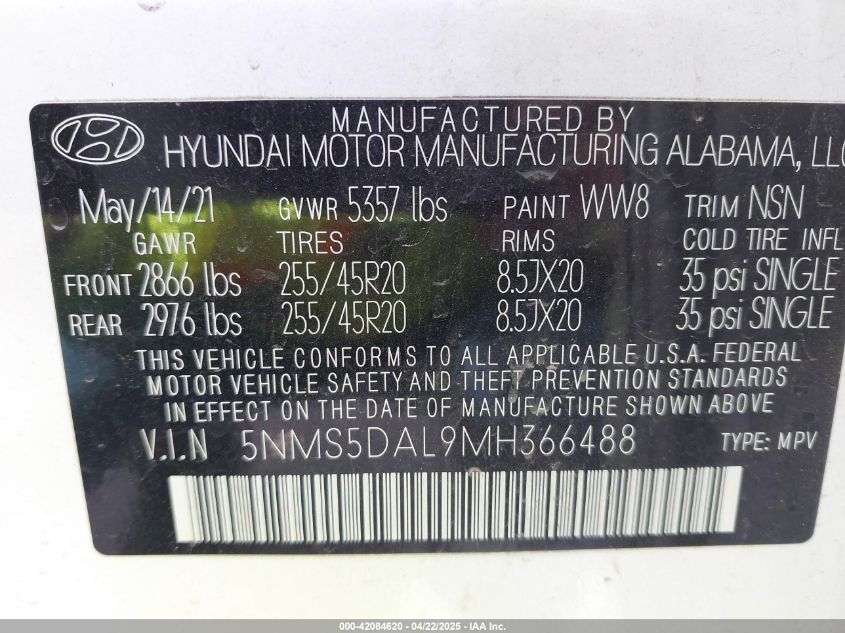 MANUFACTURED BY
HYUNDAI MOTOR MANUFACTURING ALABAMA, LLC
May/14/21 GVWR 5357 lbs PAINT WW8 TRIM NSN
GAWR TIRES RIMS COLD TIRE INFL
FRONT 2866 lbs 255/45R20 8.5JX20 35 psi SINGLE
REAR 2976 lbs 255/45R20 8.5JX20 35 psi SINGLE
THIS VEHICLE CONFORMS TO ALL APPLICABLE U.S.A. FEDERAL
MOTOR VEHICLE SAFETY AND THEFT PREVENTION STANDARDS
IN EFFECT ON THE DATE OF MANUFACTURE SHOWN ABOVE
V.I.N 5NMS5DAL9MH366488 TYPE: MPV
000-42084620 - 04/22/2025 - IAA Inc.